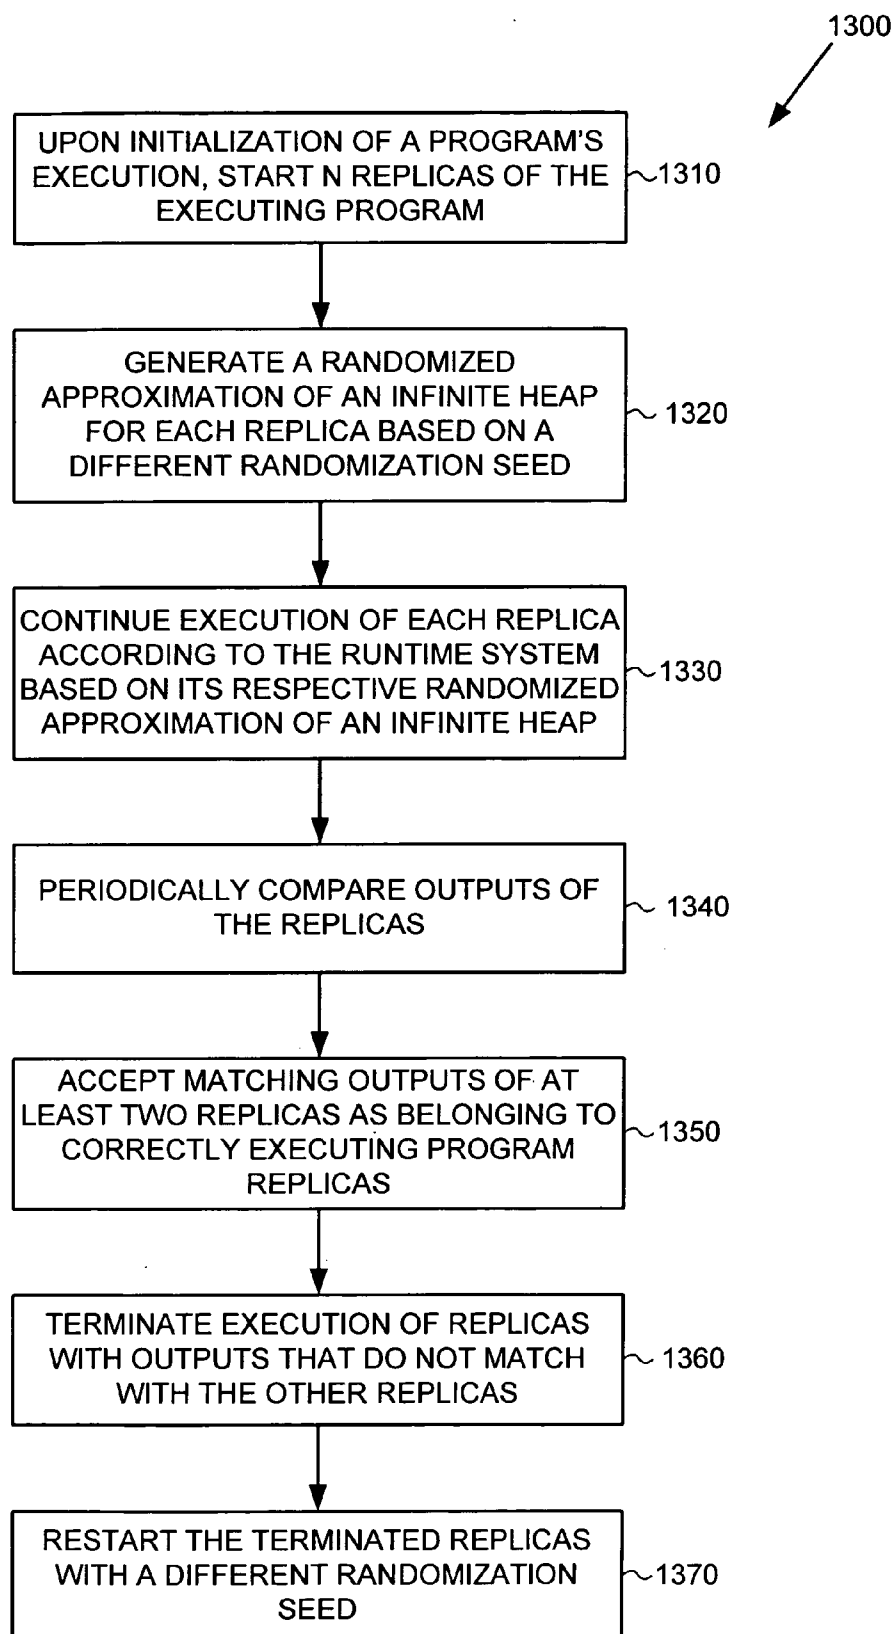 1300
UPON INITIALIZATION OF A PROGRAM'S
EXECUTION, START N REPLICAS OF THE
EXECUTING PROGRAM
1310
GENERATE A RANDOMIZED
APPROXIMATION OF AN INFINITE HEAP
FOR EACH REPLICA BASED ON A
DIFFERENT RANDOMIZATION SEED
1320
CONTINUE EXECUTION OF EACH REPLICA
ACCORDING TO THE RUNTIME SYSTEM
BASED ON ITS RESPECTIVE RANDOMIZED
APPROXIMATION OF AN INFINITE HEAP
1330
PERIODICALLY COMPARE OUTPUTS OF
THE REPLICAS
1340
ACCEPT MATCHING OUTPUTS OF AT
LEAST TWO REPLICAS AS BELONGING TO
CORRECTLY EXECUTING PROGRAM
REPLICAS
1350
TERMINATE EXECUTION OF REPLICAS
WITH OUTPUTS THAT DO NOT MATCH
WITH THE OTHER REPLICAS
1360
RESTART THE TERMINATED REPLICAS
WITH A DIFFERENT RANDOMIZATION
SEED
1370